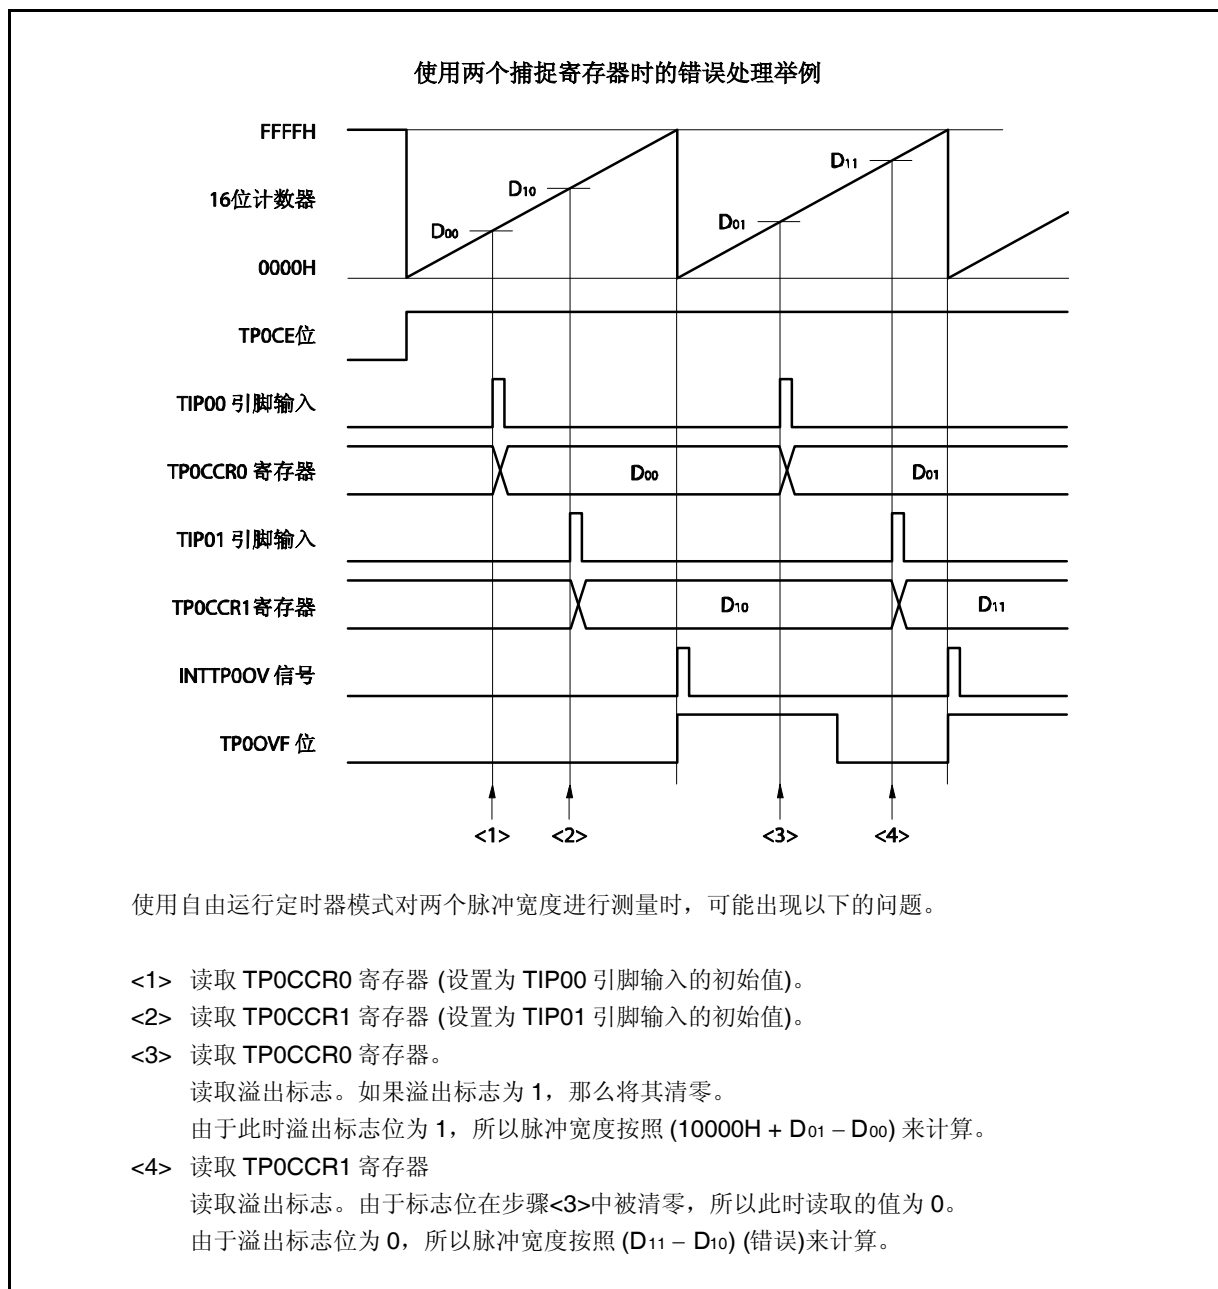 使用两个捕捉寄存器时的错误处理举例
FFFFH
16位计数器
0000H
D00
D10
D01
D11
TP0CE位
TIP00 引脚输入
TP0CCR0 寄存器
D00
D01
TIP01 引脚输入
TP0CCR1寄存器
D10
D11
INTTP0OV 信号
TP0OVF 位
<1>
<2>
<3>
<4>
使用自由运行定时器模式对两个脉冲宽度进行测量时，可能出现以下的问题。
<1> 读取 TP0CCR0 寄存器 (设置为 TIP00 引脚输入的初始值)。
<2> 读取 TP0CCR1 寄存器 (设置为 TIP01 引脚输入的初始值)。
<3> 读取 TP0CCR0 寄存器。
读取溢出标志。如果溢出标志为 1，那么将其清零。
由于此时溢出标志位为 1，所以脉冲宽度按照 (10000H + D01 – D00) 来计算。
<4> 读取 TP0CCR1 寄存器
读取溢出标志。由于标志位在步骤<3>中被清零，所以此时读取的值为 0。
由于溢出标志位为 0，所以脉冲宽度按照 (D11 – D10) (错误)来计算。